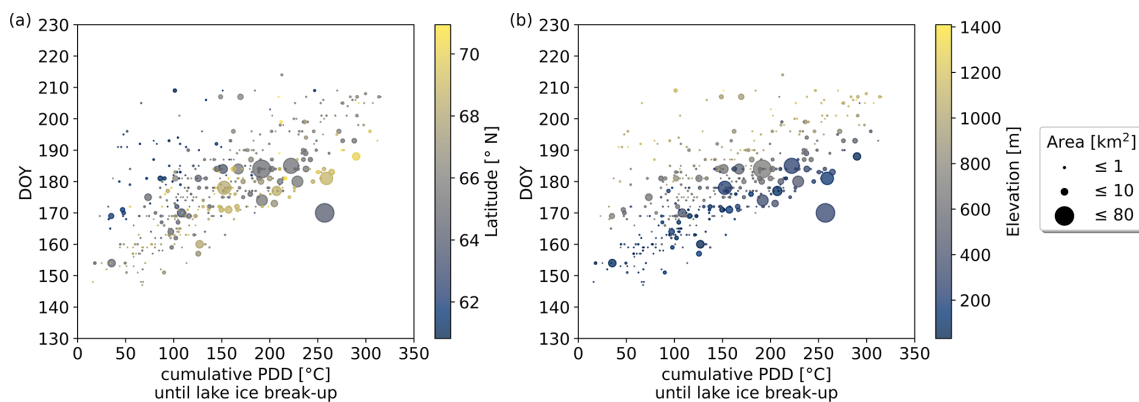 (a)
230
220
210
200
190
180
170
160
150
140
130
DOY
0 50 100 150 200 250 300 350
cumulative PDD [°C]
until lake ice break-up
70
68
66
64
62
Latitude [° N]
(b)
230
220
210
200
190
180
170
160
150
140
130
DOY
0 50 100 150 200 250 300 350
cumulative PDD [°C]
until lake ice break-up
1400
1200
1000
800
600
400
200
Elevation [m]
Area [km²]
≤ 1
≤ 10
≤ 80